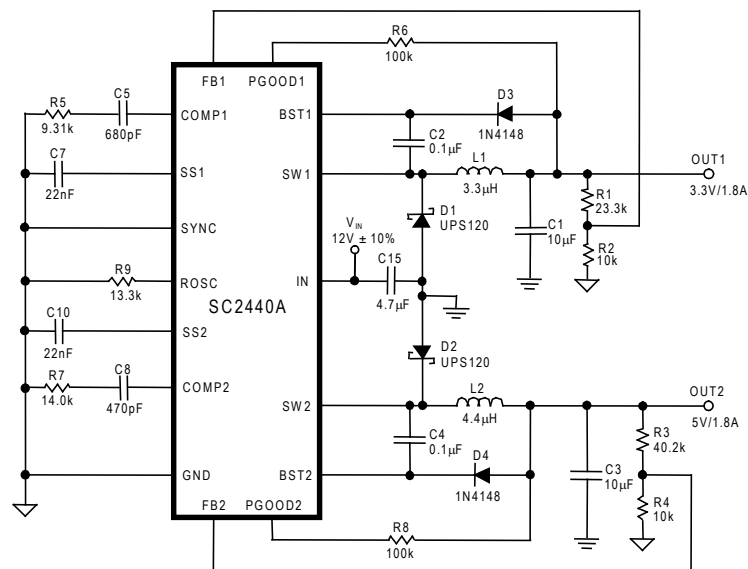 R6
100k
FB1
PGOOD1
D3
1N4148
R5
9.31k
C5
680pF
COMP1
BST1
C2
0.1µF
C7
22nF
SS1
SW1
L1
3.3µH
OUT1
3.3V/1.8A
R1
23.3k
D1
UPS120
C1
10µF
R2
10k
SYNC
VIN
12V ± 10%
R9
13.3k
ROSC
IN
C15
4.7µF
SC2440A
C10
22nF
SS2
D2
UPS120
R7
14.0k
C8
470pF
COMP2
SW2
L2
4.4µH
OUT2
5V/1.8A
C4
0.1µF
R3
40.2k
D4
1N4148
C3
10µF
R4
10k
GND
BST2
FB2
PGOOD2
R8
100k